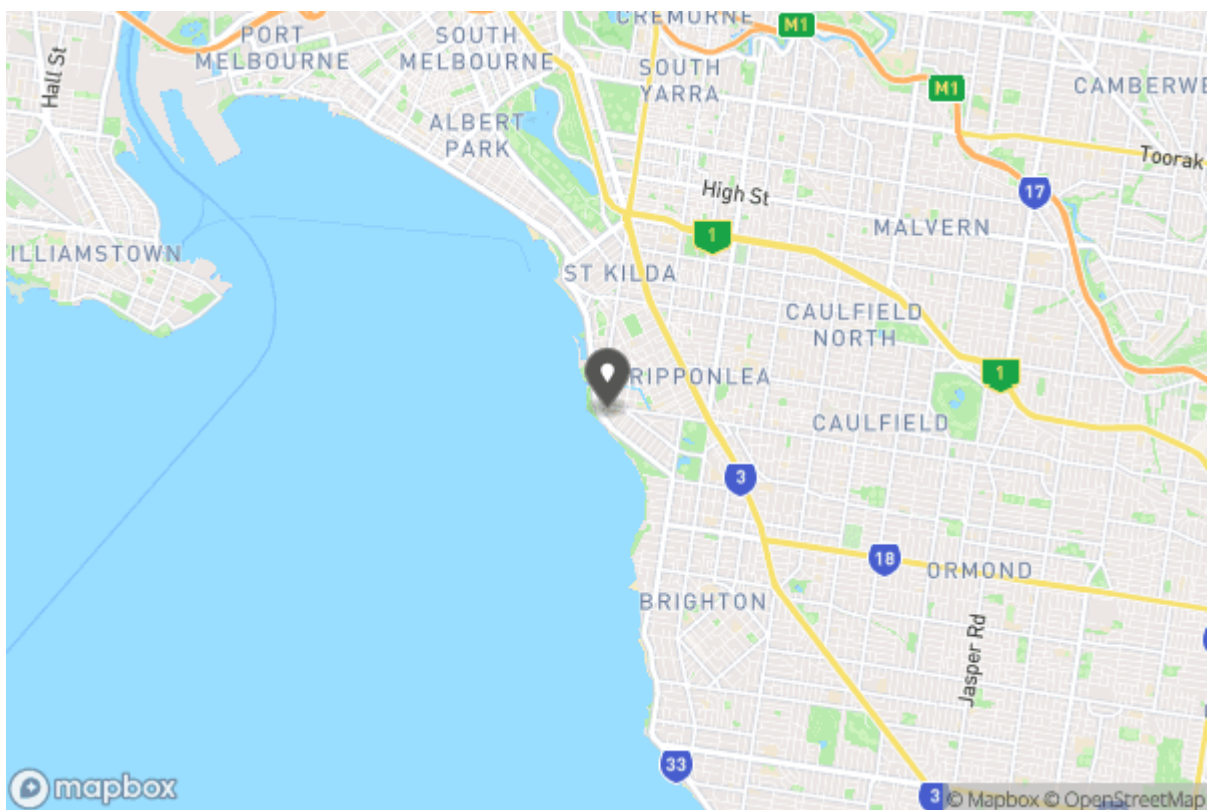 CREMORNE
M1
PORT
MELBOURNE
SOUTH
MELBOURNE
Hall St
SOUTH
YARRA
M1
CAMBERWE
ALBERT
PARK
Toorak
High St
17
1
MALVERN
ILLIAMSTOWN
ST KILDA
CAULFIELD
NORTH
RIPPONLEA
1
CAULFIELD
3
18
ORMOND
BRIGHTON
Jasper Rd
33
3
mapbox
© Mapbox © OpenStreetMap